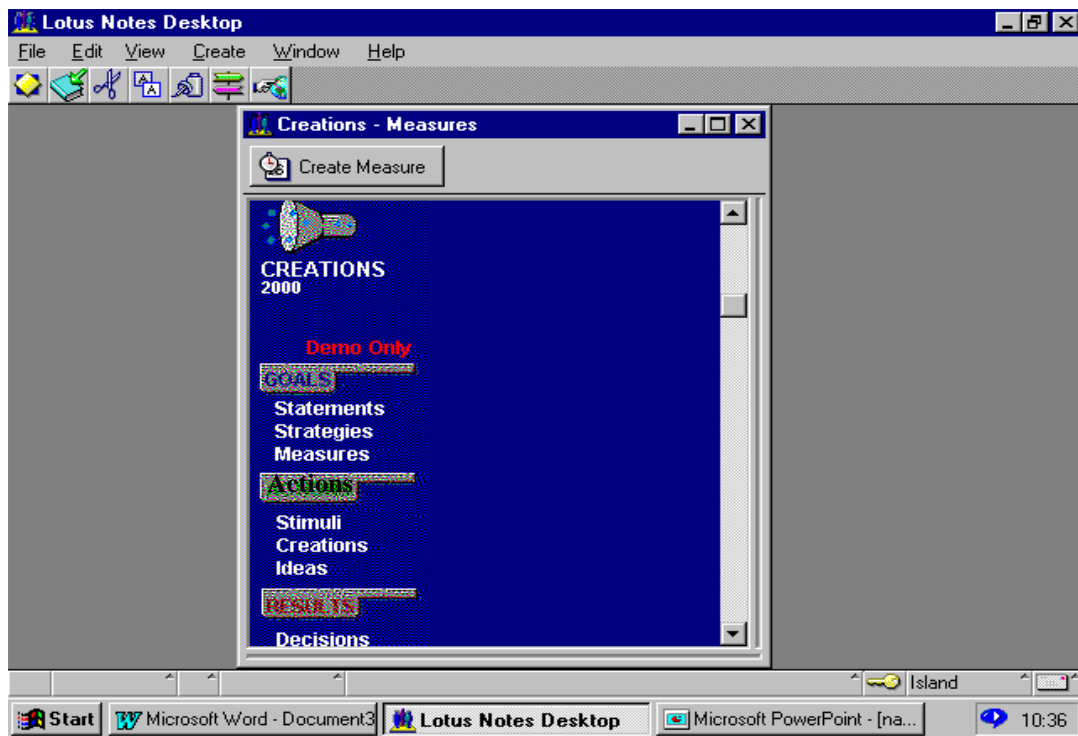 Lotus Notes Desktop
File Edit View Create Window Help
Creations - Measures
Create Measure
CREATIONS
2000
Demo Only
GOALS
Statements
Strategies
Measures
Actions
Stimuli
Creations
Ideas
RESULTS
Decisions
Island
Start Microsoft Word - Document3 Lotus Notes Desktop Microsoft PowerPoint - [na... 10:36